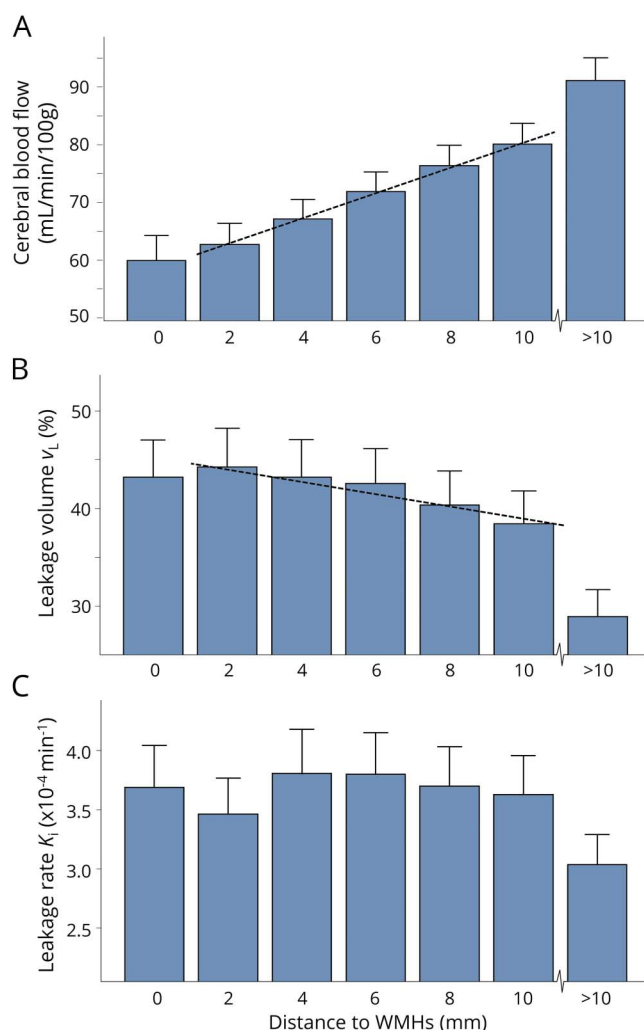 A
Cerebral blood flow
(mL/min/100g)
90
80
70
60
50
0 2 4 6 8 10 >10
B
Leakage volume vL (%)
50
40
30
0 2 4 6 8 10 >10
C
Leakage rate Ki (x10⁻⁴ min⁻¹)
4.0
3.5
3.0
2.5
0 2 4 6 8 10 >10
Distance to WMHs (mm)